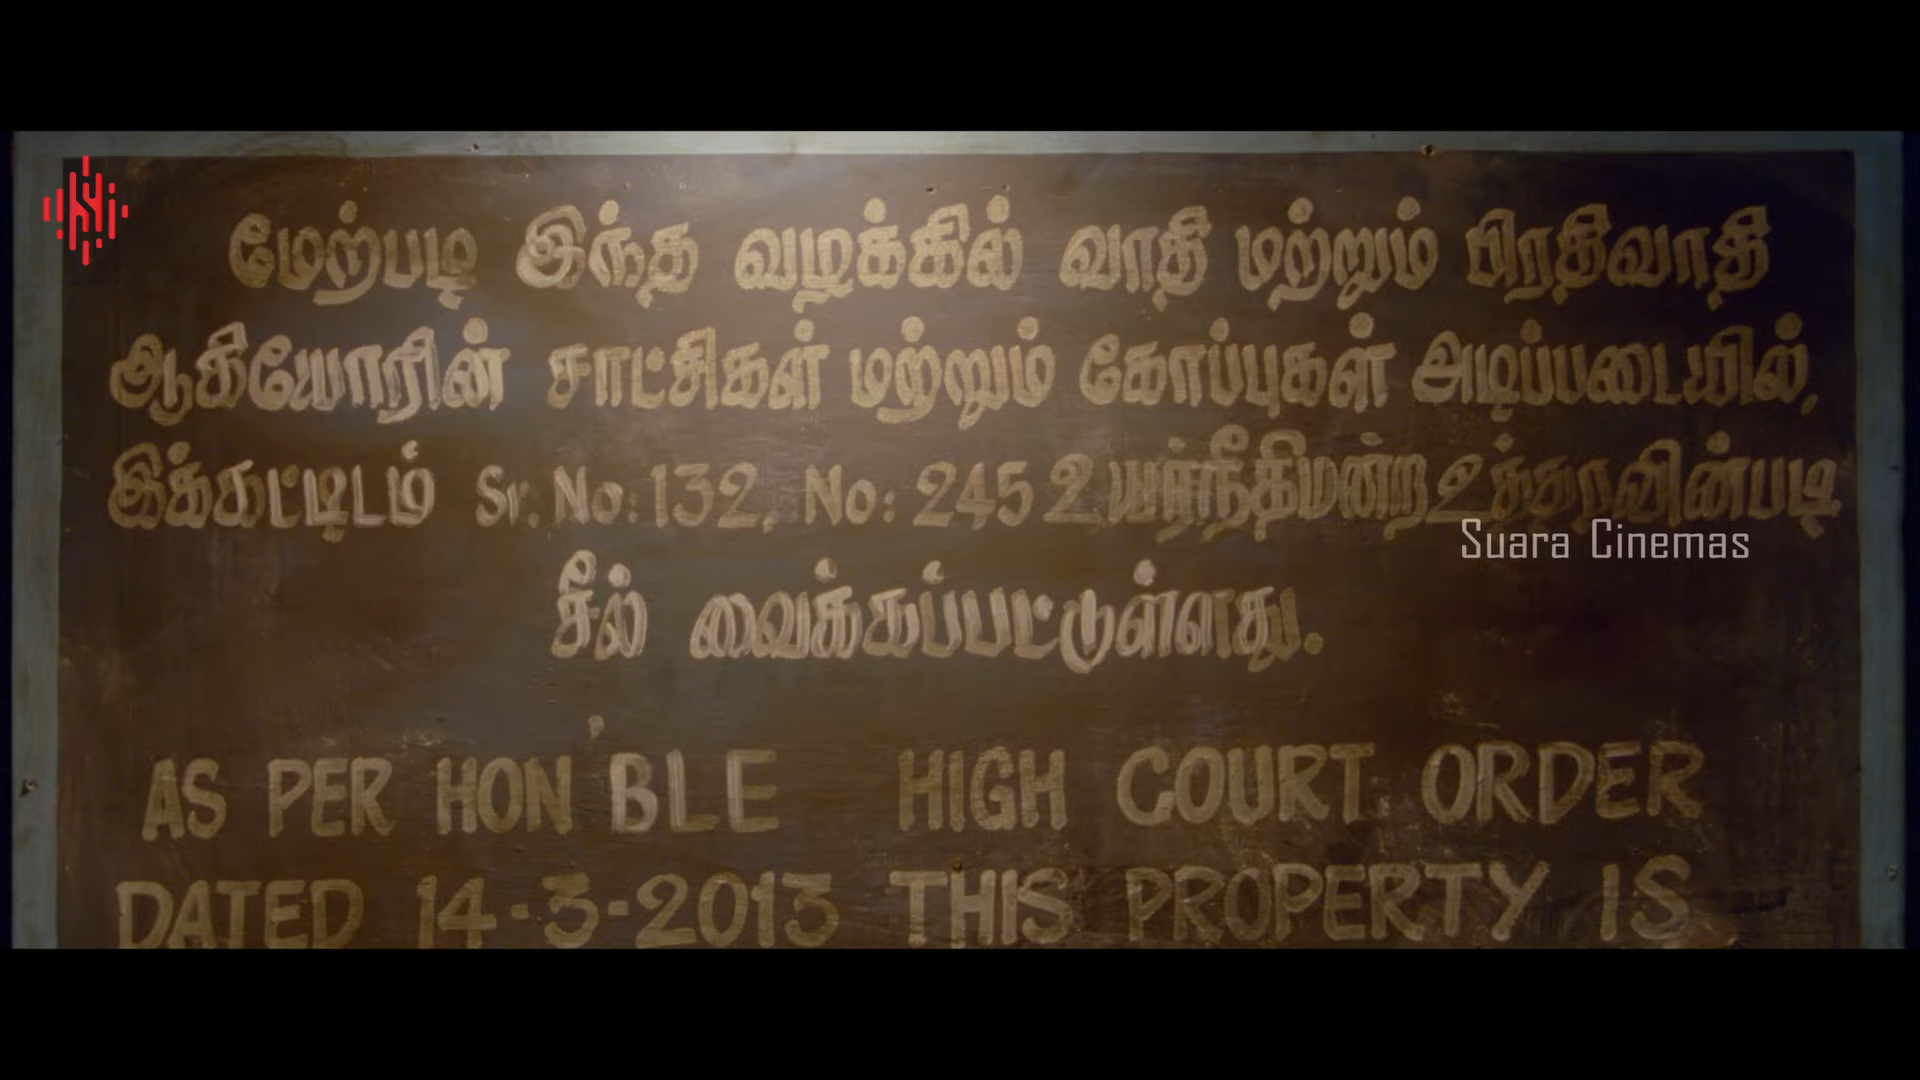 மேற்படி இந்த வழக்கில் வாதி மற்றும் பிரதிவாதி
ஆகியோரின் சாட்சிகள் மற்றும் கோப்புகள் அடிப்படையில்,
இக்கட்டிடம் Sr. No: 132, No: 245 உயர்நீதிமன்ற உத்தரவின்படி
Suara Cinemas
சீல் வைக்கப்பட்டுள்ளது.
AS PER HON'BLE HIGH COURT ORDER
DATED 14-3-2013 THIS PROPERTY IS